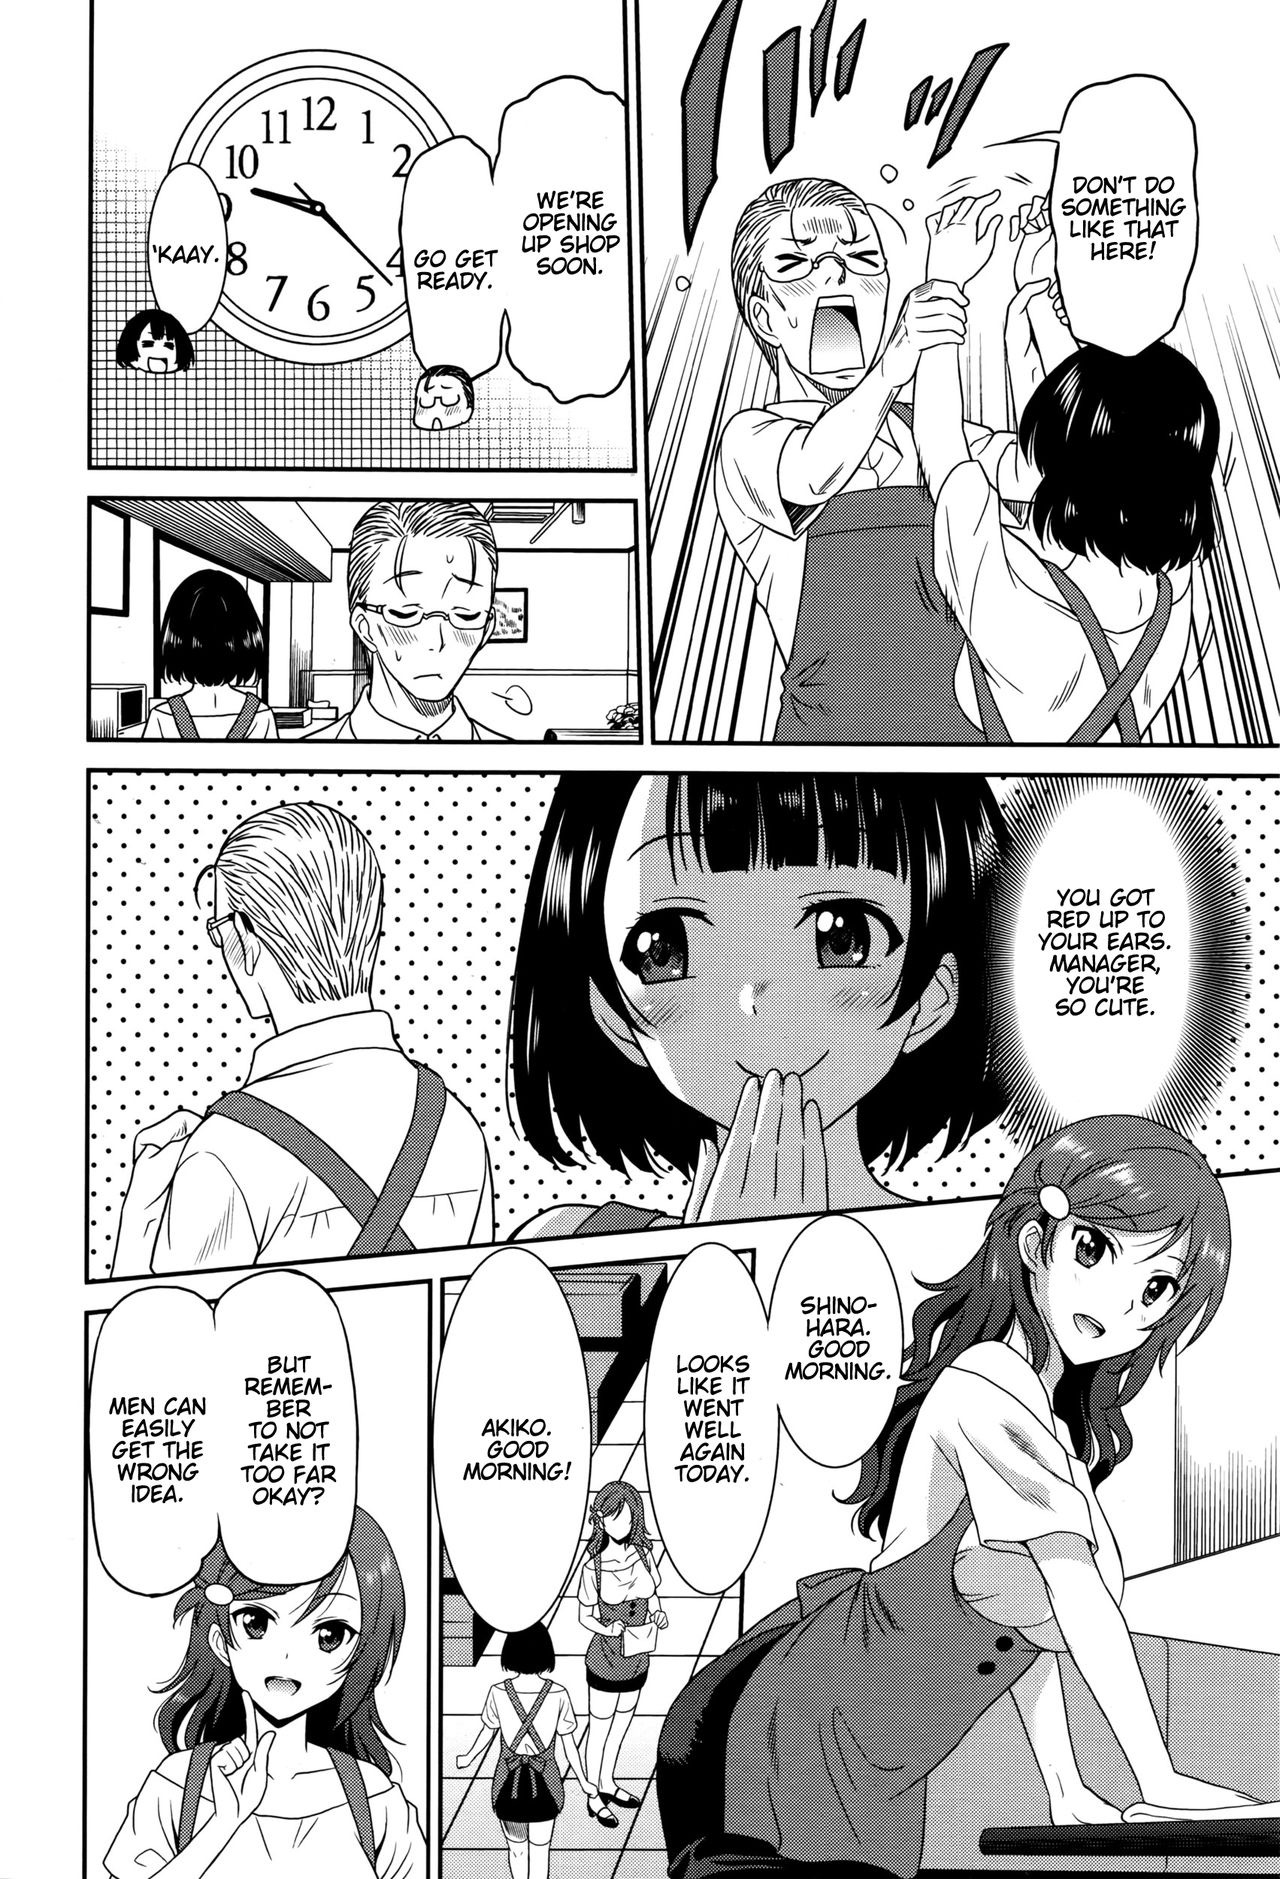 DON'T DO
SOMETHING
LIKE THAT
HERE!
WE'RE
OPENING
UP SHOP
SOON.
GO GET
READY.
'KAAY.
12
1
2
4
5
6
7
8
9
10
11
YOU GOT
RED UP TO
YOUR EARS.
MANAGER,
YOU'RE
SO CUTE.
SHINO-
HARA.
GOOD
MORNING.
LOOKS
LIKE IT
WENT
WELL
AGAIN
TODAY.
AKIKO.
GOOD
MORNING!
BUT
REMEM-
BER
TO NOT
TAKE IT
TOO FAR
OKAY?
MEN CAN
EASILY
GET THE
WRONG
IDEA.